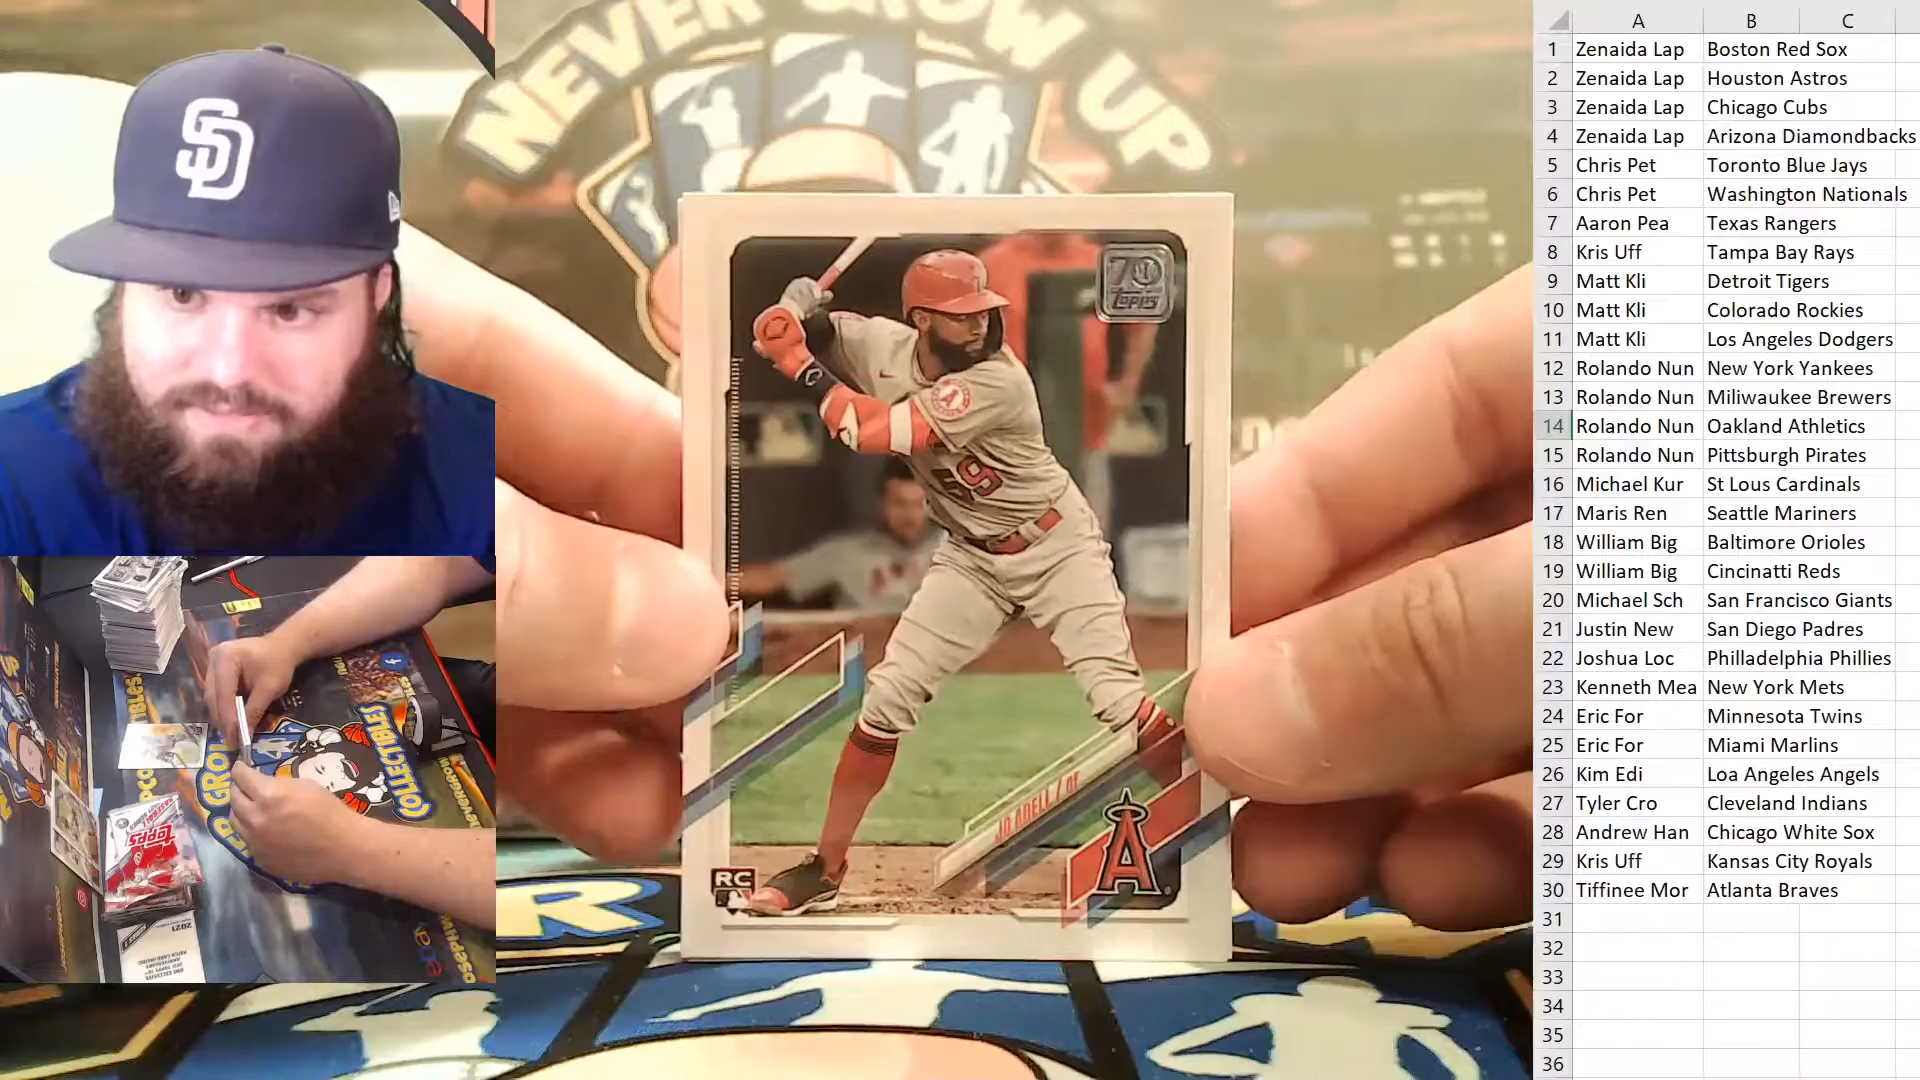 SD
NEVER GROW UP
70
Topps
A
59
JO ADELL / OF
A
RC
R
COLLECTIBLES
Topps
2021
A B C
1 Zenaida Lap Boston Red Sox
2 Zenaida Lap Houston Astros
3 Zenaida Lap Chicago Cubs
4 Zenaida Lap Arizona Diamondbacks
5 Chris Pet Toronto Blue Jays
6 Chris Pet Washington Nationals
7 Aaron Pea Texas Rangers
8 Kris Uff Tampa Bay Rays
9 Matt Kli Detroit Tigers
10 Matt Kli Colorado Rockies
11 Matt Kli Los Angeles Dodgers
12 Rolando Nun New York Yankees
13 Rolando Nun Miliwaukee Brewers
14 Rolando Nun Oakland Athletics
15 Rolando Nun Pittsburgh Pirates
16 Michael Kur St Lous Cardinals
17 Maris Ren Seattle Mariners
18 William Big Baltimore Orioles
19 William Big Cincinatti Reds
20 Michael Sch San Francisco Giants
21 Justin New San Diego Padres
22 Joshua Loc Philladelphia Phillies
23 Kenneth Mea New York Mets
24 Eric For Minnesota Twins
25 Eric For Miami Marlins
26 Kim Edi Loa Angeles Angels
27 Tyler Cro Cleveland Indians
28 Andrew Han Chicago White Sox
29 Kris Uff Kansas City Royals
30 Tiffinee Mor Atlanta Braves
31
32
33
34
35
36